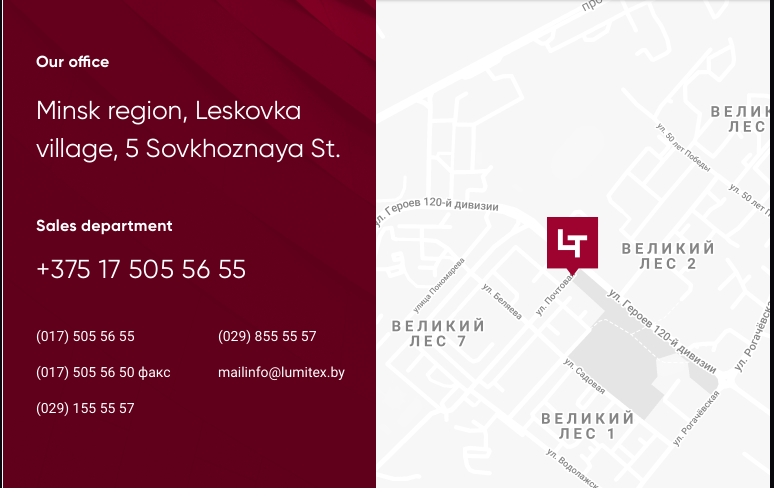 Our office
Minsk region, Leskovka
village, 5 Sovkhoznaya St.
Sales department
+375 17 505 56 55
(017) 505 56 55
(029) 855 55 57
(017) 505 56 50 факс
mailinfo@lumitex.by
(029) 155 55 57
ВЕЛИКИЙ
ЛЕС
ул. 50 лет Победы
ул. 50 лет П
ул. Героев 120-й дивизии
LT
ВЕЛИКИЙ
ЛЕС 2
улица Пономарева
ул. Беляева
ул. Почтовая
ул. Героев 120-й дивизии
ВЕЛИКИЙ
ЛЕС 7
ул. Рогачёвская
ул. Садовая
ул. Рогачёвская
ВЕЛИКИЙ
ЛЕС 1
ул. Водолажск